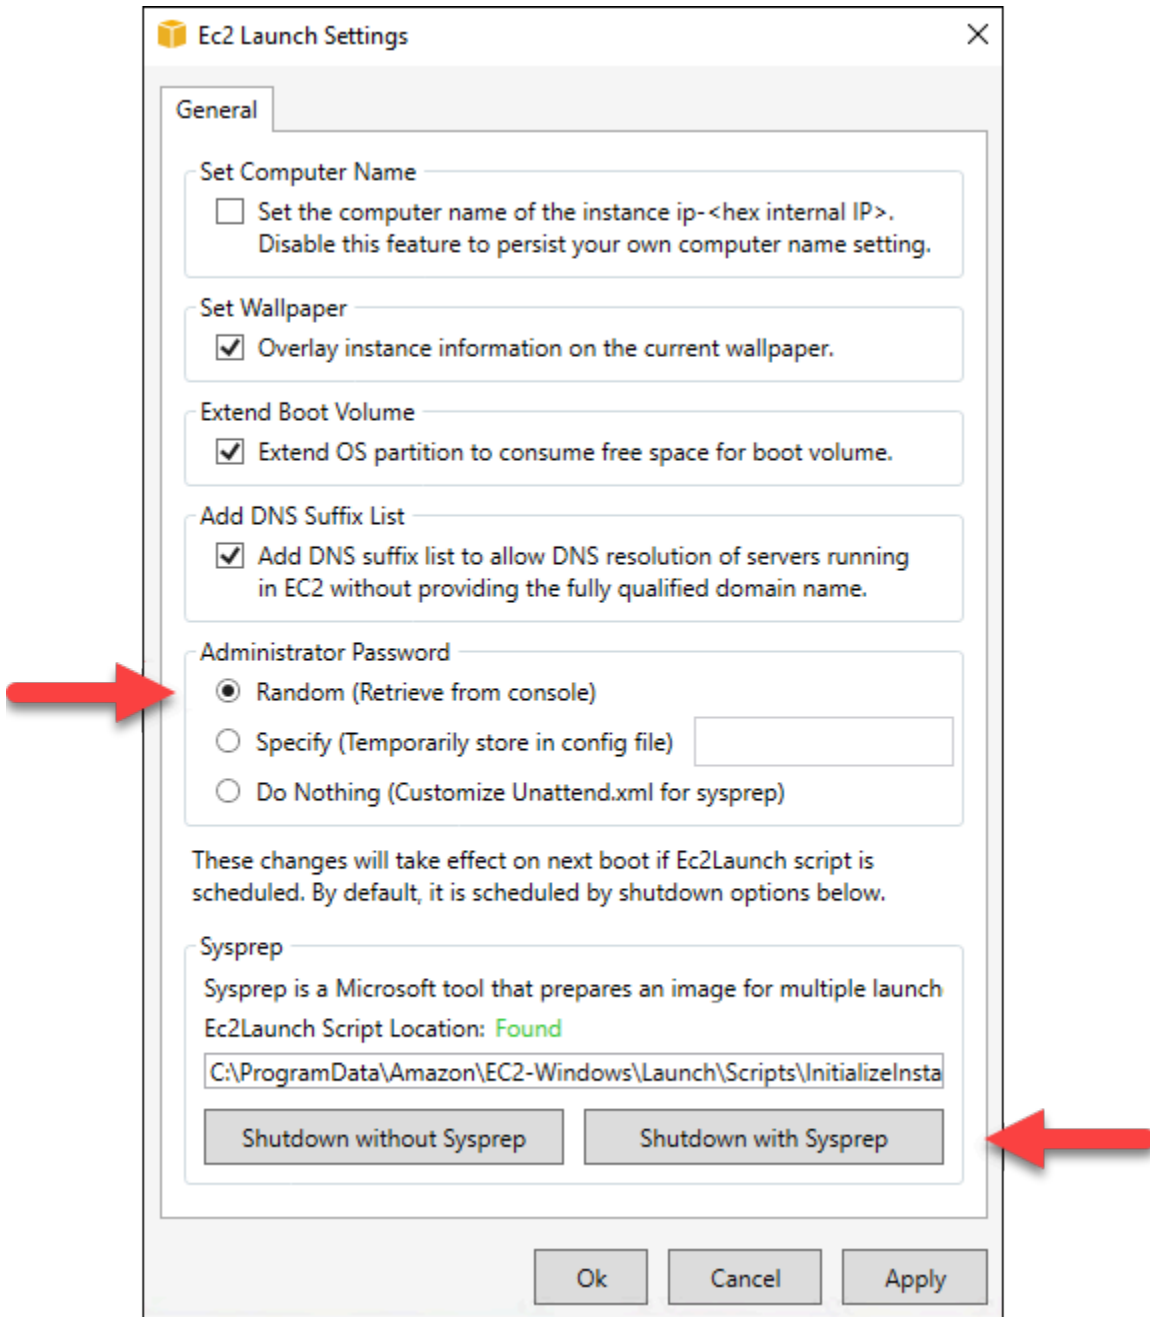 Ec2 Launch Settings
General
Set Computer Name
Set the computer name of the instance ip-<hex internal IP>.
Disable this feature to persist your own computer name setting.
Set Wallpaper
Overlay instance information on the current wallpaper.
Extend Boot Volume
Extend OS partition to consume free space for boot volume.
Add DNS Suffix List
Add DNS suffix list to allow DNS resolution of servers running
in EC2 without providing the fully qualified domain name.
Administrator Password
Random (Retrieve from console)
Specify (Temporarily store in config file)
Do Nothing (Customize Unattend.xml for sysprep)
These changes will take effect on next boot if Ec2Launch script is
scheduled. By default, it is scheduled by shutdown options below.
Sysprep
Sysprep is a Microsoft tool that prepares an image for multiple launch
Ec2Launch Script Location: Found
C:\ProgramData\Amazon\EC2-Windows\Launch\Scripts\InitializeInsta
Shutdown without Sysprep
Shutdown with Sysprep
Ok
Cancel
Apply